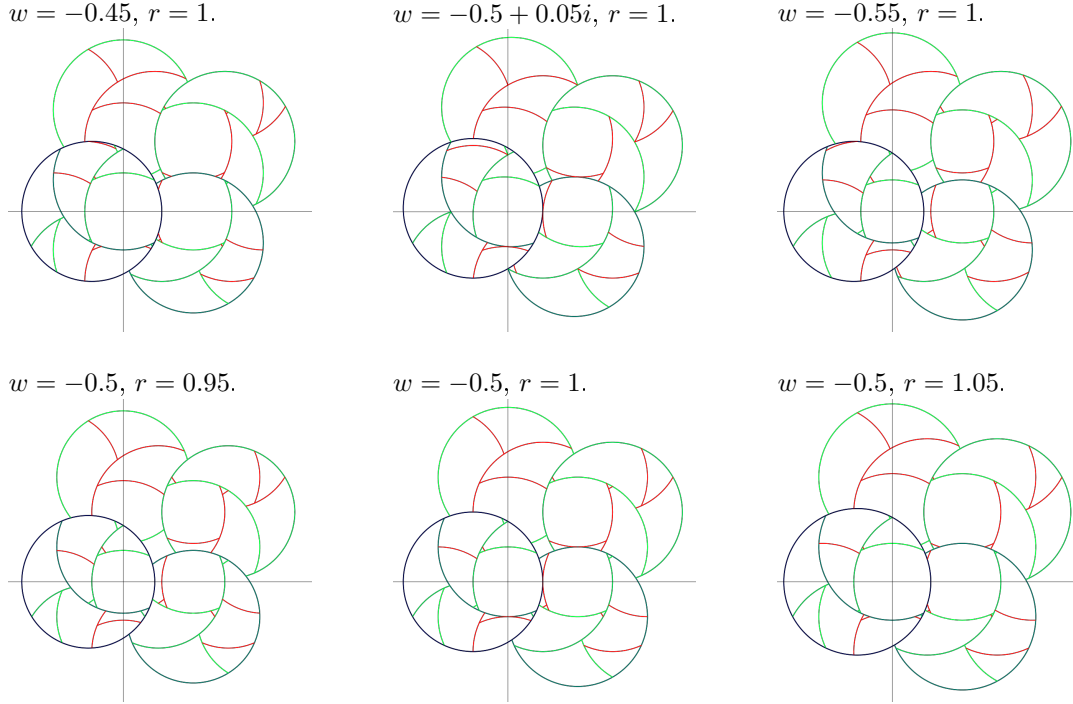 w = −0.45, r = 1.
w = −0.5 + 0.05i, r = 1.
w = −0.55, r = 1.
w = −0.5, r = 0.95.
w = −0.5, r = 1.
w = −0.5, r = 1.05.